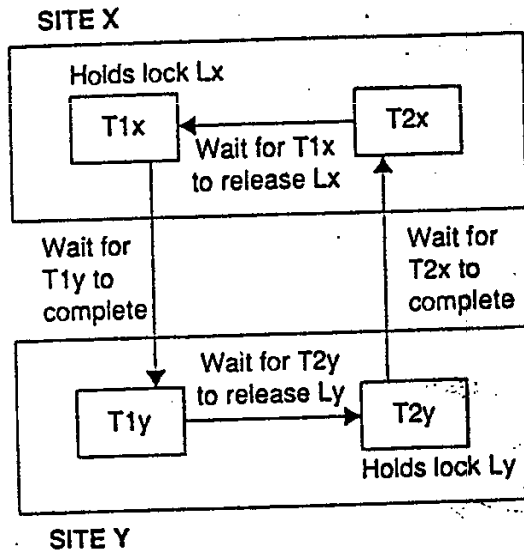 SITE X
Holds lock Lx
T1x
T2x
Wait for T1x
to release Lx
Wait for
T1y to
complete
Wait for
T2x to
complete
Wait for T2y
to release Ly
T1y
T2y
Holds lock Ly
SITE Y